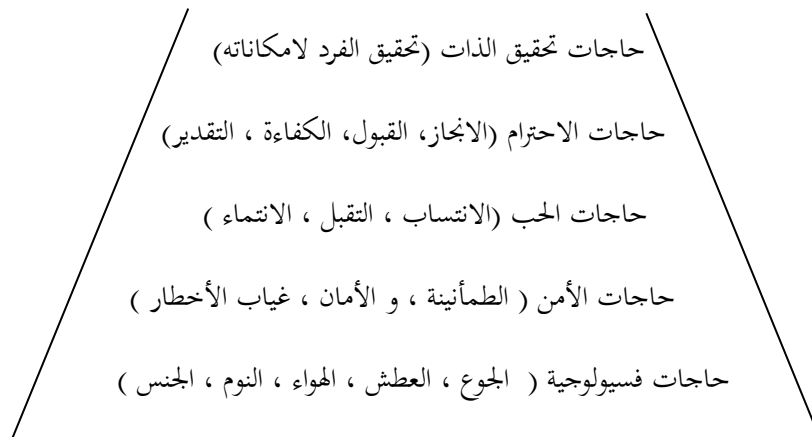 حاجات تحقيق الذات (تحقيق الفرد لامكاناته)
حاجات الاحترام (الانجاز، القبول، الكفاءة ، التقدير)
حاجات الحب (الانتساب ، التقبل ، الانتماء )
حاجات الأمن ( الطمأنينة ، و الأمان ، غياب الأخطار )
حاجات فسيولوجية ( الجوع ، العطش ، الهواء ، النوم ، الجنس )